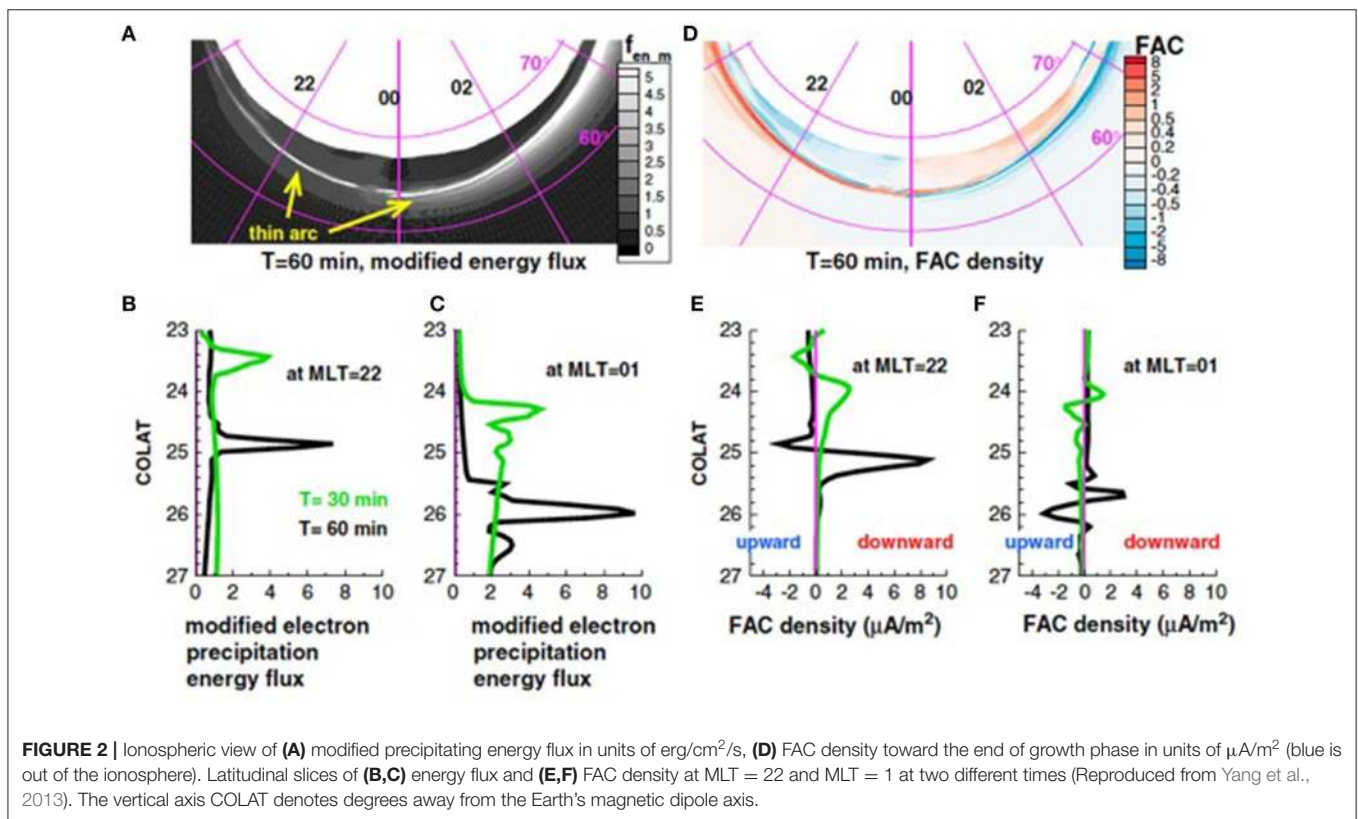 A
f
en_m
5
4.5
4
3.5
3
2.5
2
1.5
1
0.5
0
22
00
02
70°
60°
thin arc
T=60 min, modified energy flux
D
FAC
8
5
2
1
0.5
0.4
0.2
0
-0.2
-0.5
-1
-2
-5
-8
22
00
02
70°
60°
T=60 min, FAC density
B
23
24
25
26
27
COLAT
at MLT=22
T= 30 min
T= 60 min
0 2 4 6 8 10
modified electron
precipitation
energy flux
C
23
24
25
26
27
at MLT=01
0 2 4 6 8 10
modified electron
precipitation
energy flux
E
23
24
25
26
27
COLAT
at MLT=22
upward downward
-4 -2 0 2 4 6 8 10
FAC density (μA/m²)
F
23
24
25
26
27
at MLT=01
upward downward
-4 -2 0 2 4 6 8 10
FAC density (μA/m²)
FIGURE 2 | Ionospheric view of (A) modified precipitating energy flux in units of erg/cm²/s, (D) FAC density toward the end of growth phase in units of μA/m² (blue is
out of the ionosphere). Latitudinal slices of (B,C) energy flux and (E,F) FAC density at MLT = 22 and MLT = 1 at two different times (Reproduced from Yang et al.,
2013). The vertical axis COLAT denotes degrees away from the Earth's magnetic dipole axis.